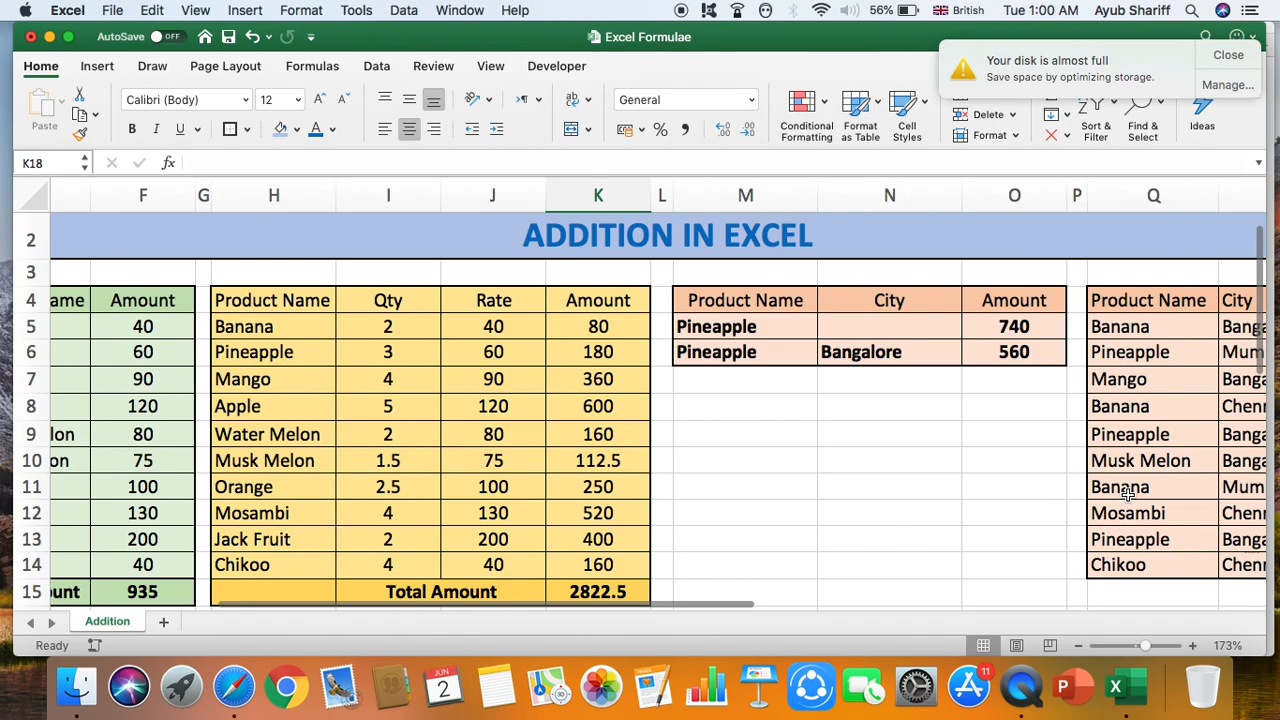 Excel File Edit View Insert Format Tools Data Window Help 56% British Tue 1:00 AM Ayub Shariff
AutoSave OFF Excel Formulae
Your disk is almost full
Save space by optimizing storage.
Close
Manage...
Home Insert Draw Page Layout Formulas Data Review View Developer
Paste
Calibri (Body) 12
B I U A
General
Conditional Formatting
Format as Table
Cell Styles
Delete
Format
Sort & Filter
Find & Select
Ideas
K18 fx
F G H I J K L M N O P Q
2 ADDITION IN EXCEL
3
4 ame Amount Product Name Qty Rate Amount Product Name City Amount Product Name City
5 40 Banana 2 40 80 Pineapple 740 Banana Banga
6 60 Pineapple 3 60 180 Pineapple Bangalore 560 Pineapple Mum
7 90 Mango 4 90 360 Mango Banga
8 120 Apple 5 120 600 Banana Chenn
9 lon 80 Water Melon 2 80 160 Pineapple Banga
10 on 75 Musk Melon 1.5 75 112.5 Musk Melon Banga
11 100 Orange 2.5 100 250 Banana Mum
12 130 Mosambi 4 130 520 Mosambi Chenn
13 200 Jack Fruit 2 200 400 Pineapple Banga
14 40 Chikoo 4 40 160 Chikoo Chenn
15 ount 935 Total Amount 2822.5
Addition
Ready 173%
JUN
2
11